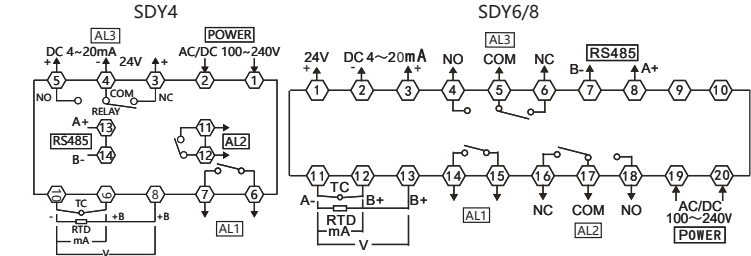 SDY4
AL3
POWER
DC 4~20mA
24V
AC/DC 100~240V
+
-
+
5
4
3
2
1
NO
COM
NC
RELAY
A+
13
RS485
B-
14
11
12
AL2
10
9
8
7
6
TC
-
+B
+B
RTD
mA
V
AL1
SDY6/8
AL3
RS485
24V
DC 4~20mA
NO
COM
NC
B-
A+
+
-
+
1
2
3
4
5
6
7
8
9
10
11
12
13
14
15
16
17
18
19
20
TC
A-
B+
B+
RTD
mA
V
AL1
NC
COM
NO
AL2
AC/DC
100~240V
POWER